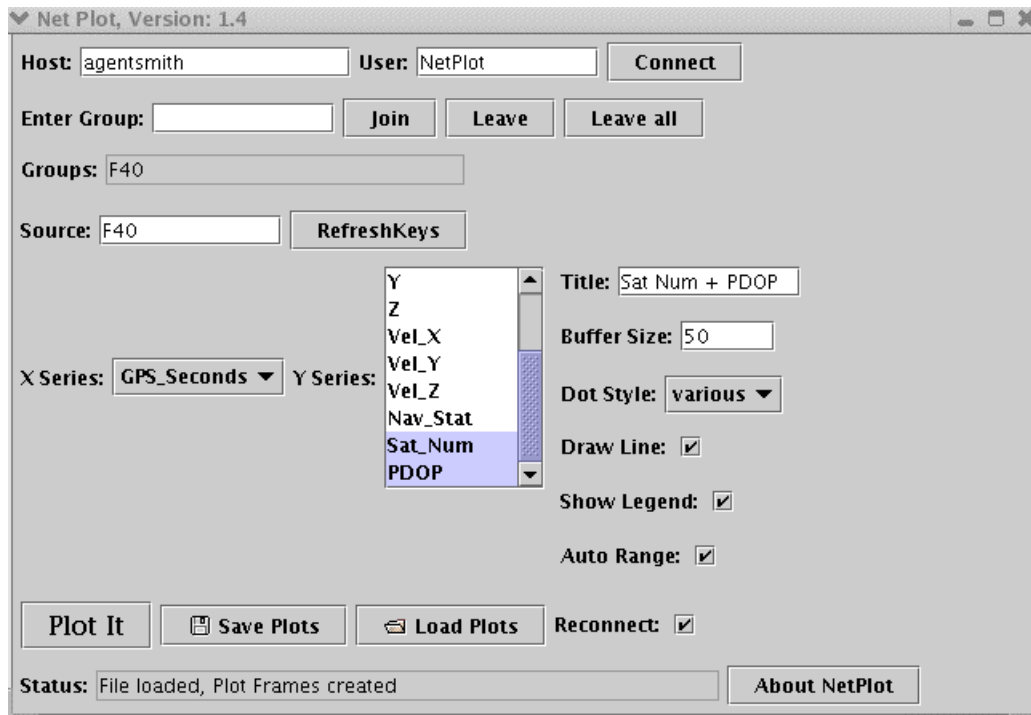 Net Plot, Version: 1.4
Host: agentsmith User: NetPlot Connect
Enter Group: Join Leave Leave all
Groups: F40
Source: F40 RefreshKeys
X Series: GPS_Seconds Y Series:
Y
Z
Vel_X
Vel_Y
Vel_Z
Nav_Stat
Sat_Num
PDOP
Title: Sat Num + PDOP
Buffer Size: 50
Dot Style: various
Draw Line:
Show Legend:
Auto Range:
Plot It Save Plots Load Plots Reconnect:
Status: File loaded, Plot Frames created About NetPlot